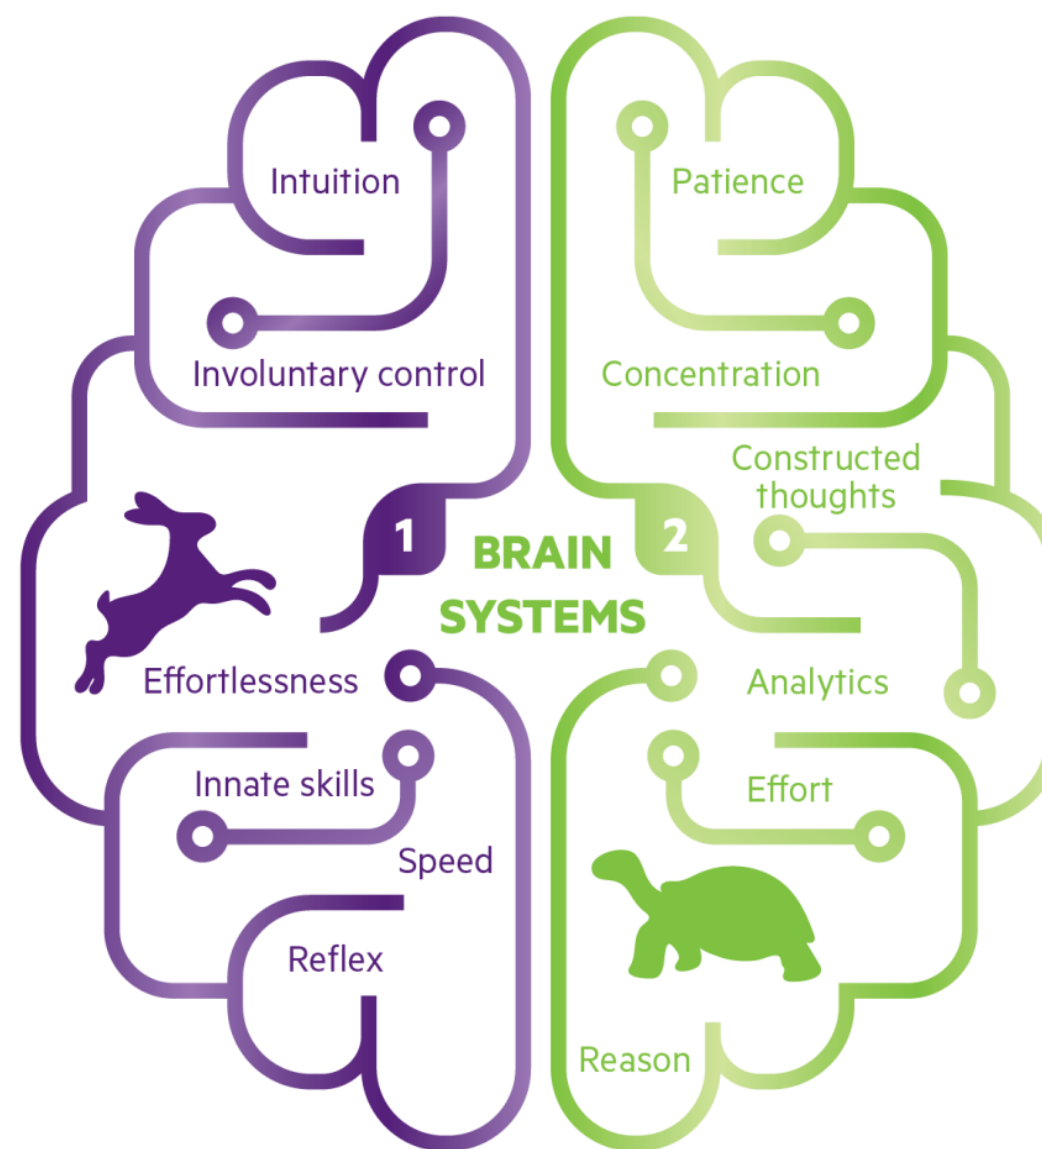 Intuition
Involuntary control
1
Effortlessness
Innate skills
Speed
Reflex
BRAIN
SYSTEMS
Patience
Concentration
Constructed
thoughts
2
Analytics
Effort
Reason